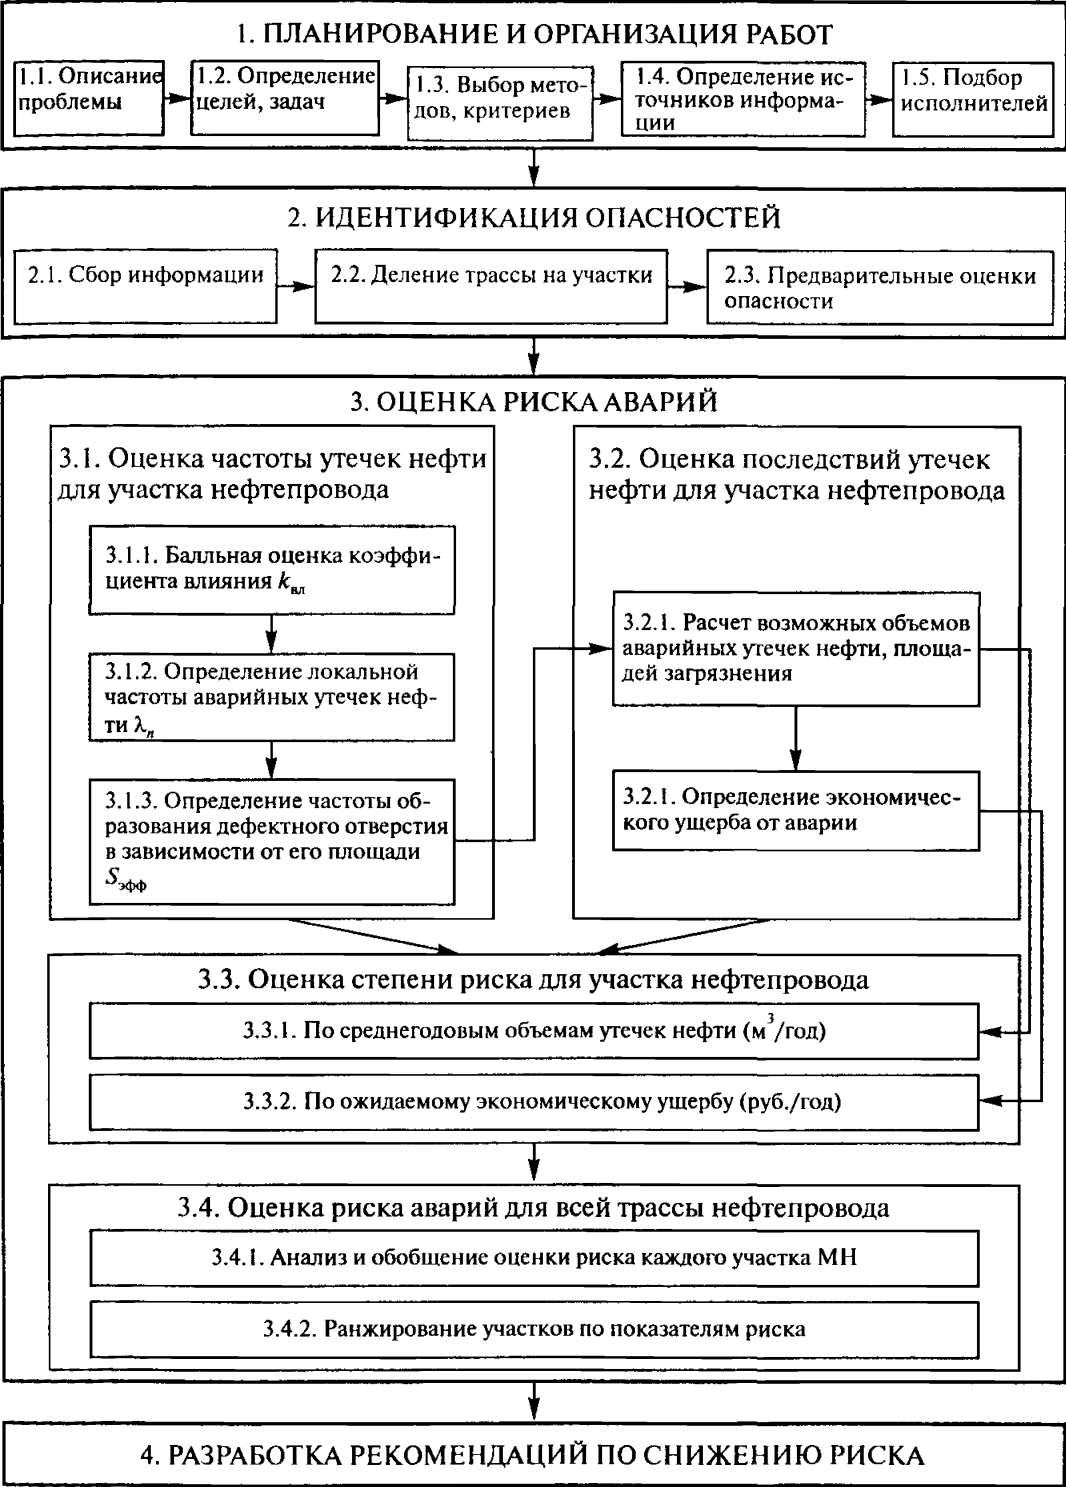 1. ПЛАНИРОВАНИЕ И ОРГАНИЗАЦИЯ РАБОТ
1.1. Описание
проблемы
1.2. Определение
целей, задач
1.3. Выбор мето-
дов, критериев
1.4. Определение ис-
точников информа-
ции
1.5. Подбор
исполнителей
2. ИДЕНТИФИКАЦИЯ ОПАСНОСТЕЙ
2.1. Сбор информации
2.2. Деление трассы на участки
2.3. Предварительные оценки
опасности
3. ОЦЕНКА РИСКА АВАРИЙ
3.1. Оценка частоты утечек нефти
для участка нефтепровода
3.1.1. Балльная оценка коэффи-
циента влияния kвл
3.1.2. Определение локальной
частоты аварийных утечек неф-
ти λn
3.1.3. Определение частоты об-
разования дефектного отверстия
в зависимости от его площади
Sэфф
3.2. Оценка последствий утечек
нефти для участка нефтепровода
3.2.1. Расчет возможных объемов
аварийных утечек нефти, площа-
дей загрязнения
3.2.1. Определение экономичес-
кого ущерба от аварии
3.3. Оценка степени риска для участка нефтепровода
3.3.1. По среднегодовым объемам утечек нефти (м³/год)
3.3.2. По ожидаемому экономическому ущербу (руб./год)
3.4. Оценка риска аварий для всей трассы нефтепровода
3.4.1. Анализ и обобщение оценки риска каждого участка МН
3.4.2. Ранжирование участков по показателям риска
4. РАЗРАБОТКА РЕКОМЕНДАЦИЙ ПО СНИЖЕНИЮ РИСКА